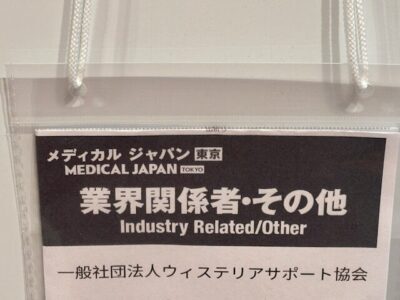 メディカル ジャパン 東京
MEDICAL JAPAN TOKYO
業界関係者・その他
Industry Related/Other
一般社団法人ウィステリアサポート協会